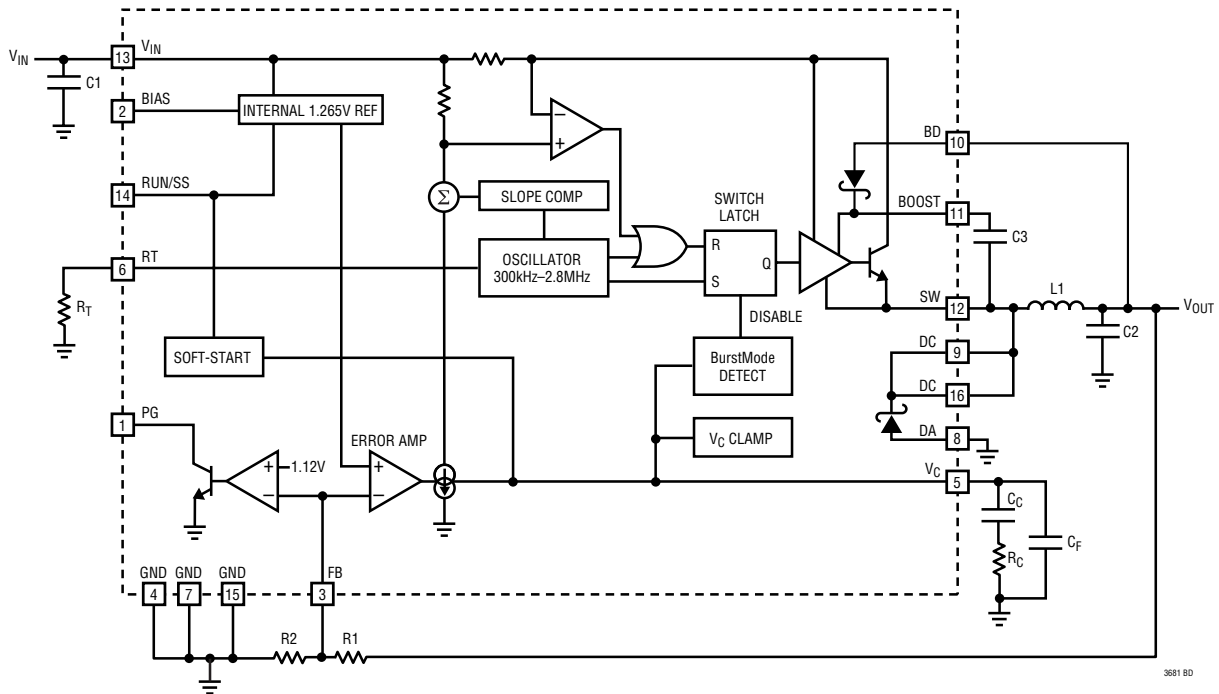 V_IN
13
V_IN
C1
2
BIAS
INTERNAL 1.265V REF
−
+
BD
10
14
RUN/SS
Σ
SLOPE COMP
SWITCH
LATCH
BOOST
11
C3
6
RT
R_T
OSCILLATOR
300kHz–2.8MHz
R
S
Q
SW
12
L1
V_OUT
C2
DISABLE
SOFT-START
BurstMode
DETECT
DC
9
DC
16
V_C CLAMP
DA
8
1
PG
+
−
1.12V
ERROR AMP
+
−
V_C
5
C_C
R_C
C_F
GND
4
GND
7
GND
15
FB
3
R2
R1
3681 BD